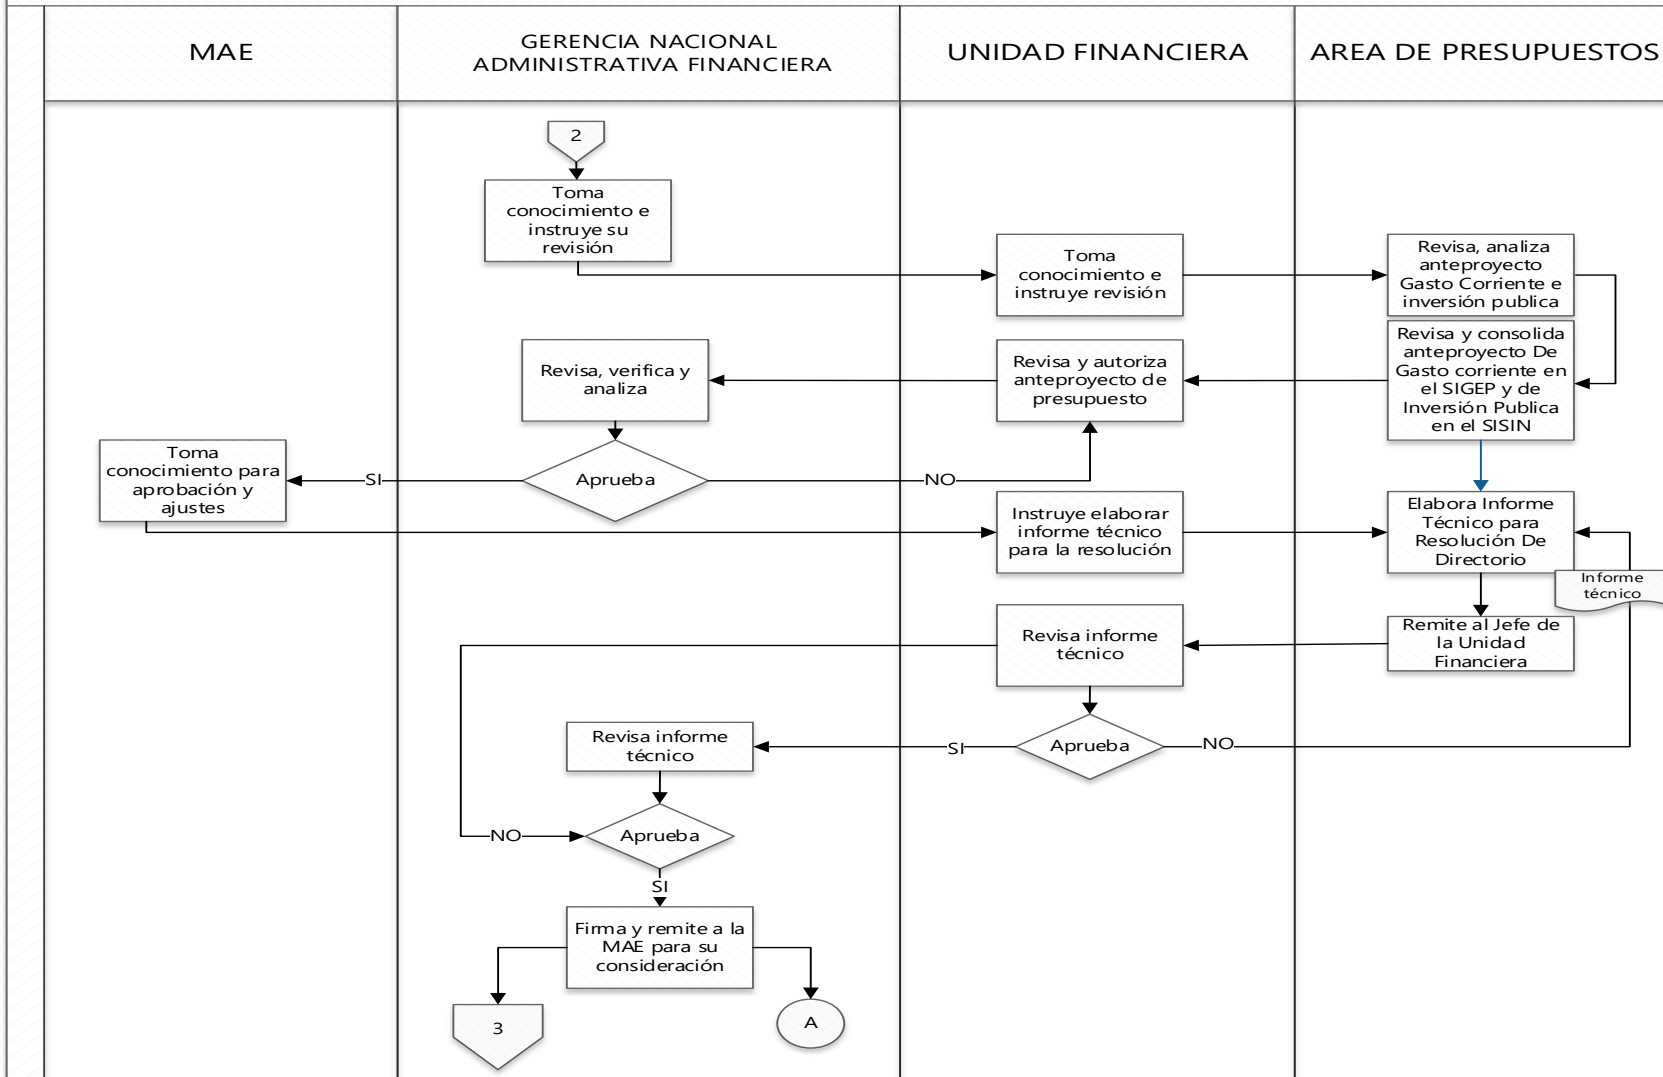 MAE
GERENCIA NACIONAL
ADMINISTRATIVA FINANCIERA
UNIDAD FINANCIERA
AREA DE PRESUPUESTOS
2
Toma
conocimiento e
instruye su
revisión
Toma
conocimiento e
instruye revisión
Revisa, analiza
anteproyecto
Gasto Corriente e
inversión publica
Revisa y consolida
anteproyecto De
Gasto corriente en
el SIGEP y de
Inversión Publica
en el SISIN
Revisa y autoriza
anteproyecto de
presupuesto
Revisa, verifica y
analiza
Aprueba
SI
NO
Toma
conocimiento para
aprobación y
ajustes
Instruye elaborar
informe técnico
para la resolución
Elabora Informe
Técnico para
Resolución De
Directorio
Informe
técnico
Remite al Jefe de
la Unidad
Financiera
Revisa informe
técnico
Aprueba
SI
NO
Revisa informe
técnico
Aprueba
NO
SI
Firma y remite a la
MAE para su
consideración
3
A